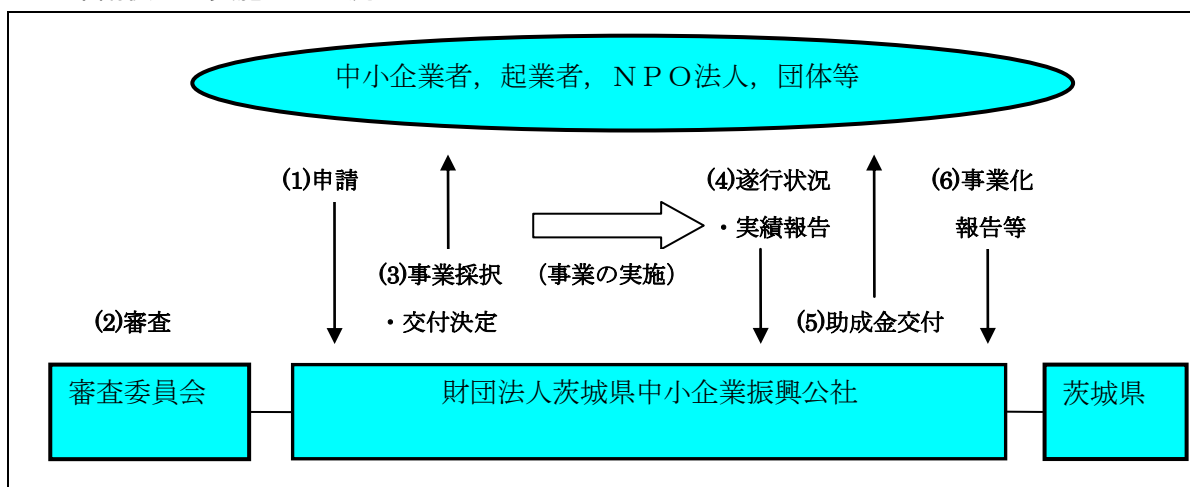 中小企業者，起業者，ＮＰＯ法人，団体等
(1)申請
(4)遂行状況
・実績報告
(6)事業化
報告等
(3)事業採択
・交付決定
（事業の実施）
(2)審査
(5)助成金交付
審査委員会
財団法人茨城県中小企業振興公社
茨城県